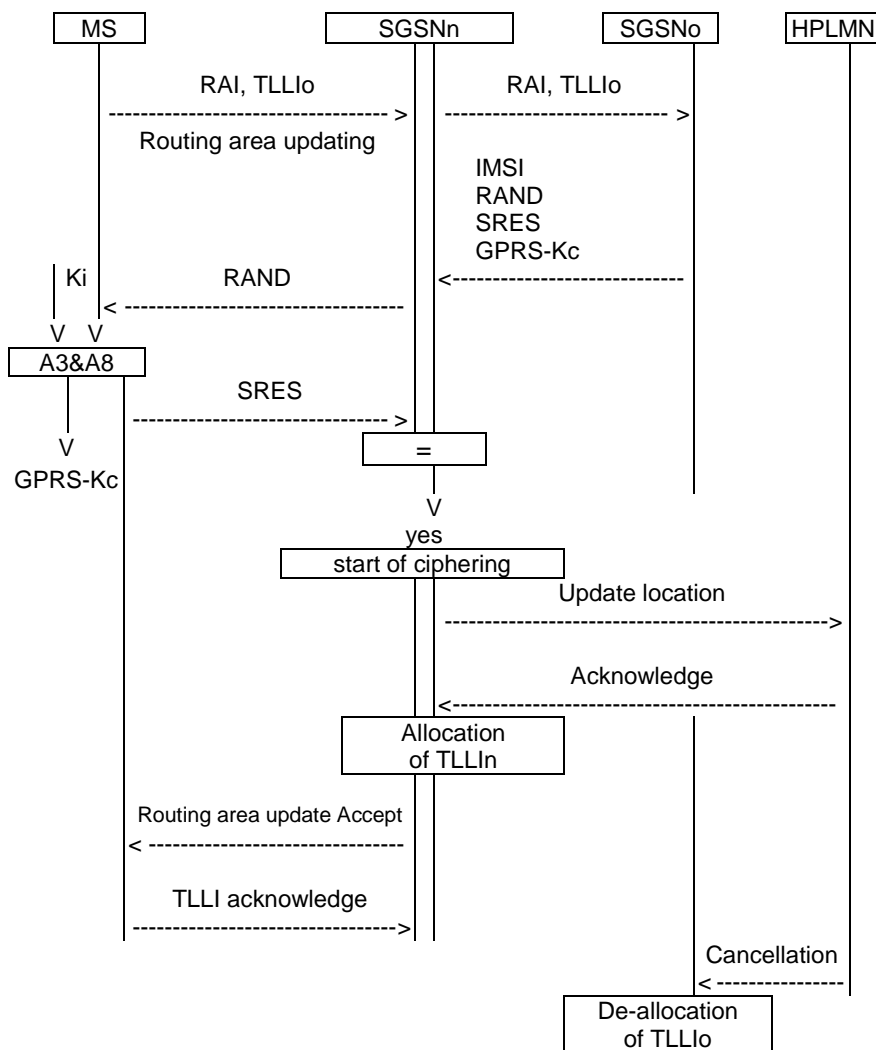 MS SGSNn SGSNo HPLMN
RAI, TLLIo RAI, TLLIo
--------------------------------> --------------------------->
Routing area updating
IMSI
RAND
SRES
GPRS-Kc
Ki RAND
<------------------------------ <---------------------------
V V
A3&A8
SRES
----------------------------->
=
V
GPRS-Kc
V
yes
start of ciphering
Update location
--------------------------------------------->
Acknowledge
<---------------------------------------------
Allocation
of TLLIn
Routing area update Accept
<------------------------------
TLLI acknowledge
-------------------------------->
Cancellation
<---------------
De-allocation
of TLLIo